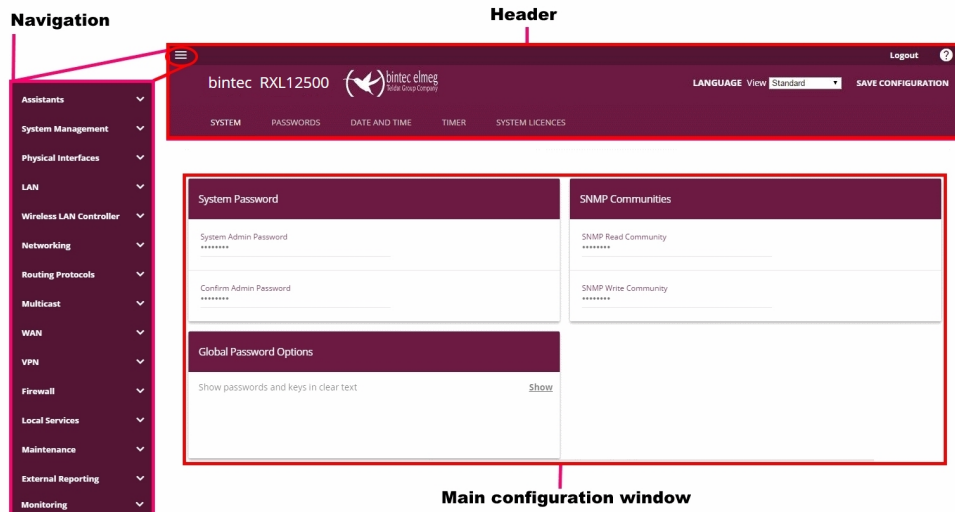 Navigation
Header
Logout ?
bintec RXL12500
bintec elmeg
Teldat Group Company
LANGUAGE View Standard SAVE CONFIGURATION
SYSTEM PASSWORDS DATE AND TIME TIMER SYSTEM LICENCES
Assistants
System Management
Physical Interfaces
LAN
Wireless LAN Controller
Networking
Routing Protocols
Multicast
WAN
VPN
Firewall
Local Services
Maintenance
External Reporting
Monitoring
System Password
System Admin Password
••••••••
Confirm Admin Password
••••••••
SNMP Communities
SNMP Read Community
••••••••
SNMP Write Community
••••••••
Global Password Options
Show passwords and keys in clear text Show
Main configuration window